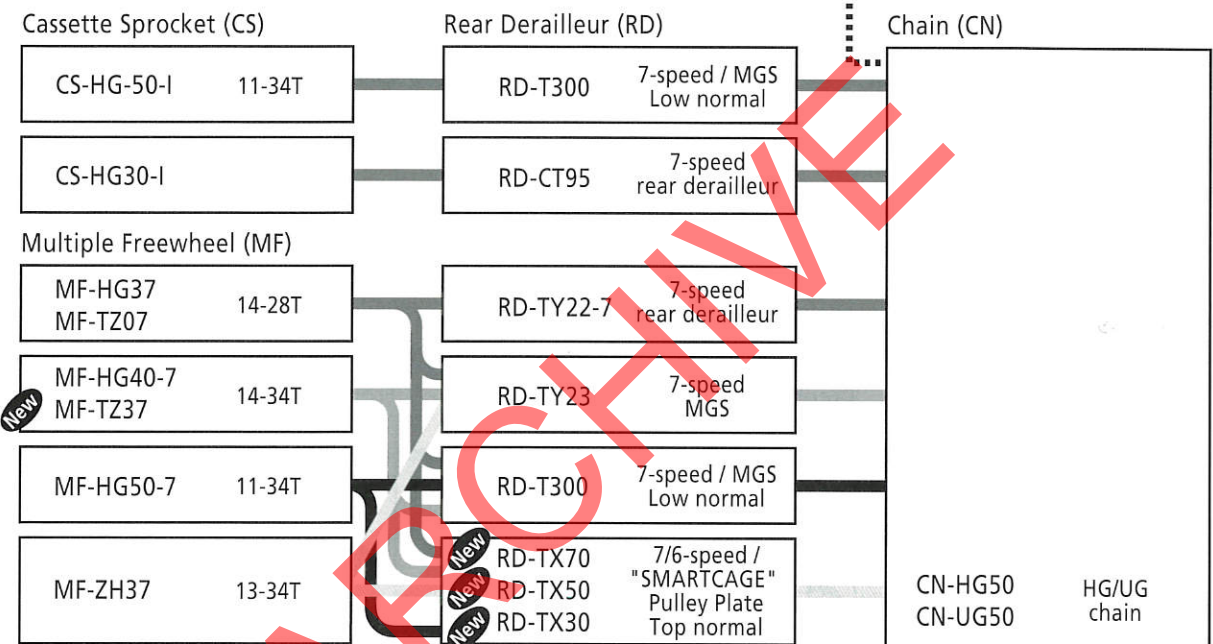 Cassette Sprocket (CS)
CS-HG-50-I 11-34T
CS-HG30-I
Multiple Freewheel (MF)
MF-HG37
MF-TZ07
14-28T
New
MF-HG40-7
MF-TZ37
14-34T
MF-HG50-7 11-34T
MF-ZH37 13-34T
Rear Derailleur (RD)
RD-T300
7-speed / MGS
Low normal
RD-CT95
7-speed
rear derailleur
RD-TY22-7
7-speed
rear derailleur
RD-TY23
7-speed
MGS
RD-T300
7-speed / MGS
Low normal
New RD-TX70
New RD-TX50
New RD-TX30
7/6-speed /
"SMARTCAGE"
Pulley Plate
Top normal
Chain (CN)
CN-HG50
CN-UG50
HG/UG
chain
ARCHIVE